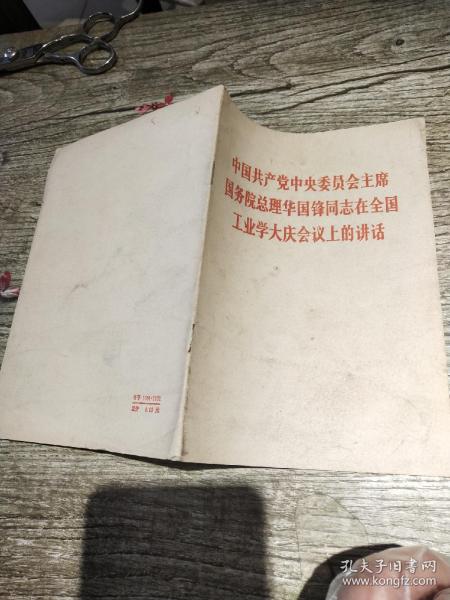 中国共产党中央委员会主席
国务院总理华国锋同志在全国
工业学大庆会议上的讲话
孔夫子旧书网
www.kongfz.com